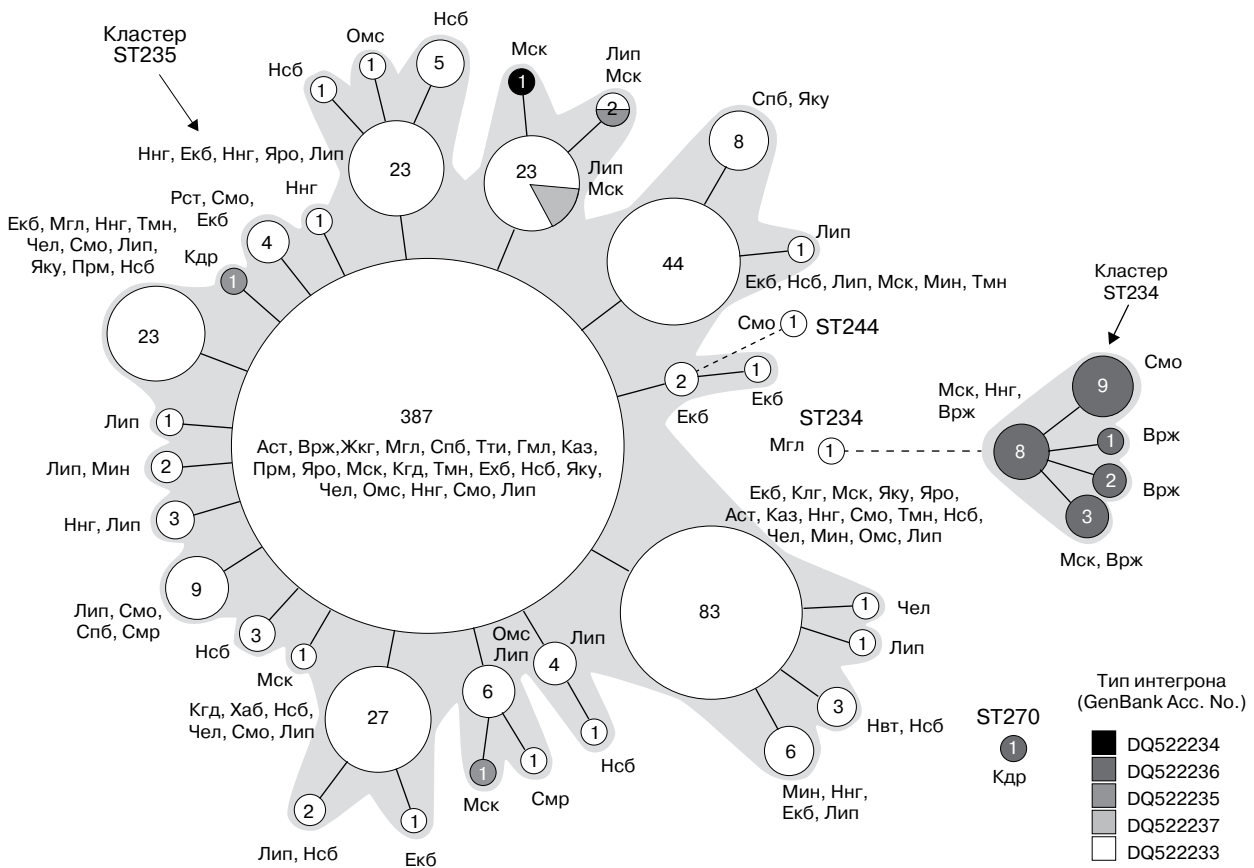 Кластер
ST235
Нсб
1
Омс
1
Нсб
5
23
Ннг, Екб, Ннг, Яро, Лип
Мск
1
Лип
Мск
2
23
Лип
Мск
Спб, Яку
8
44
Лип
1
Екб, Нсб, Лип, Мск, Мин, Тмн
Ннг
1
Рст, Смо,
Екб
4
Кдр
1
Екб, Мгл, Ннг, Тмн,
Чел, Смо, Лип,
Яку, Прм, Нсб
23
Смо
1
ST244
2
Екб
1
Екб
387
Аст, Врж,Жкг, Мгл, Спб, Тти, Гмл, Каз,
Прм, Яро, Мск, Кгд, Тмн, Ехб, Нсб, Яку,
Чел, Омс, Ннг, Смо, Лип
Кластер
ST234
Смо
9
Мск, Ннг,
Врж
8
1
Врж
2
Врж
3
Мск, Врж
ST234
Мгл
1
Лип
1
Лип, Мин
2
Ннг, Лип
3
9
Лип, Смо,
Спб, Смр
3
Нсб
1
Мск
Екб, Клг, Мск, Яку, Яро,
Аст, Каз, Ннг, Смо, Тмн, Нсб,
Чел, Мин, Омс, Лип
83
1
Чел
1
Лип
3
Нвт, Нсб
6
Мин, Ннг,
Екб, Лип
Кгд, Хаб, Нсб,
Чел, Смо, Лип
27
2
Лип, Нсб
1
Екб
Омс
Лип
6
1
Мск
1
Смр
Лип
4
1
Нсб
ST270
1
Кдр
Тип интегрона
(GenBank Acc. No.)
DQ522234
DQ522236
DQ522235
DQ522237
DQ522233